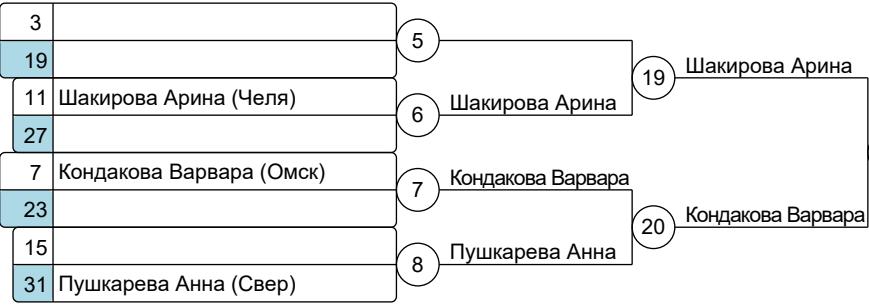 3
5
19
19
Шакирова Арина
11 Шакирова Арина (Челя)
6
Шакирова Арина
27
7 Кондакова Варвара (Омск)
7
Кондакова Варвара
23
20
Кондакова Варвара
15
8
Пушкарева Анна
31 Пушкарева Анна (Свер)